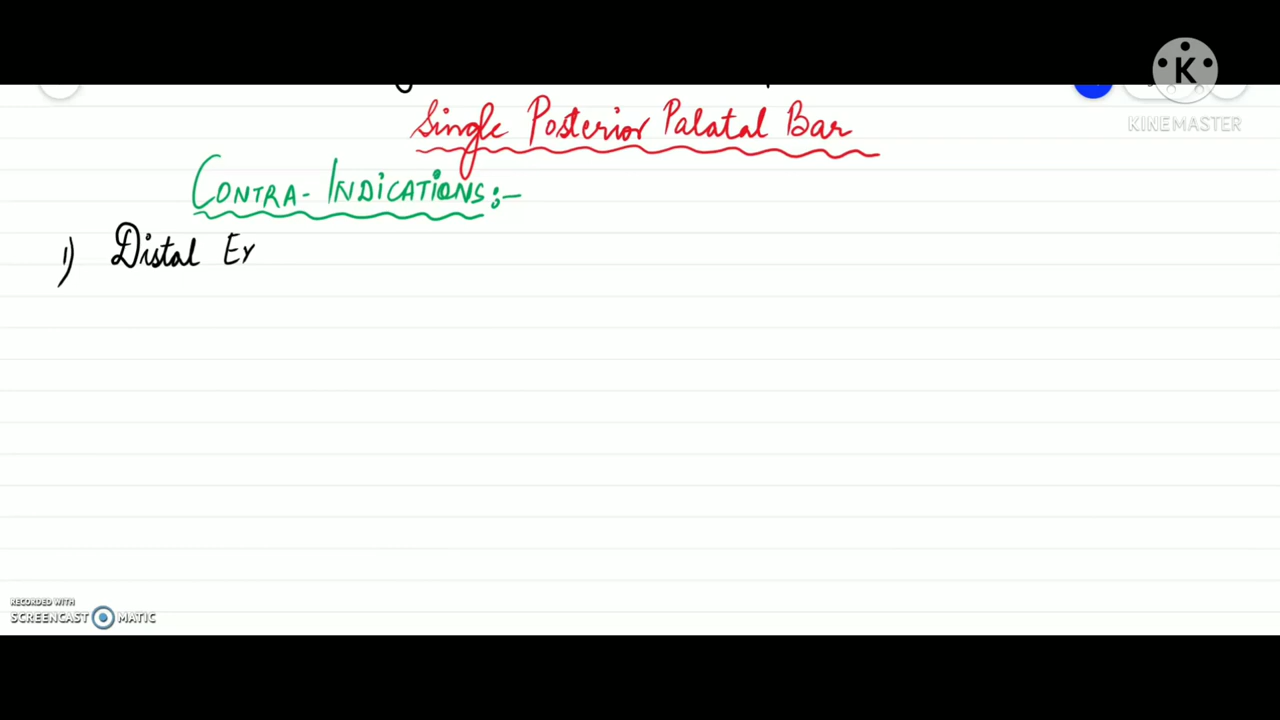 K
KINEMASTER
Single Posterior Palatal Bar
CONTRA-INDICATIONS:-
1) Distal Ex
RECORDED WITH
SCREENCAST MATIC